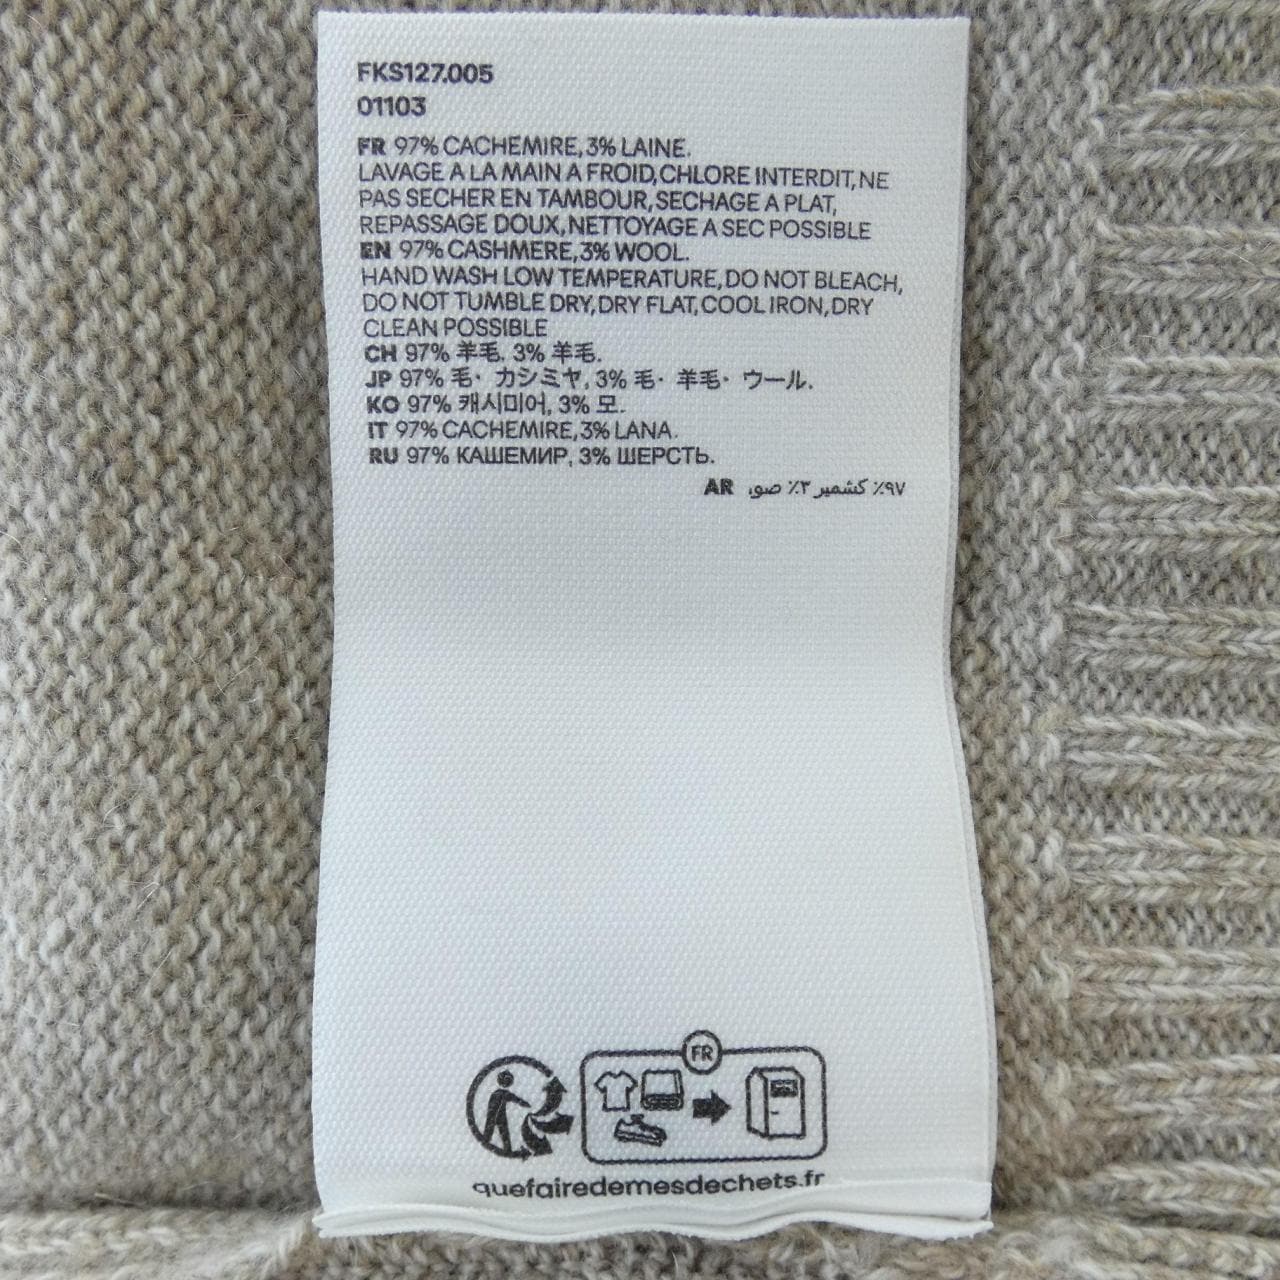 FKS127.005
01103
FR 97% CACHEMIRE, 3% LAINE.
LAVAGE A LA MAIN A FROID, CHLORE INTERDIT, NE
PAS SECHER EN TAMBOUR, SECHAGE A PLAT,
REPASSAGE DOUX, NETTOYAGE A SEC POSSIBLE
EN 97% CASHMERE, 3% WOOL.
HAND WASH LOW TEMPERATURE, DO NOT BLEACH,
DO NOT TUMBLE DRY, DRY FLAT, COOL IRON, DRY
CLEAN POSSIBLE
CH 97% 羊毛. 3% 羊毛.
JP 97% 毛・カシミヤ, 3% 毛・羊毛・ウール.
KO 97% 캐시미어, 3% 모.
IT 97% CACHEMIRE, 3% LANA.
RU 97% КАШЕМИР, 3% ШЕРСТЬ.
AR ٩٧٪ كشمير ٣٪ صو،
FR
quefairedemesdechets.fr